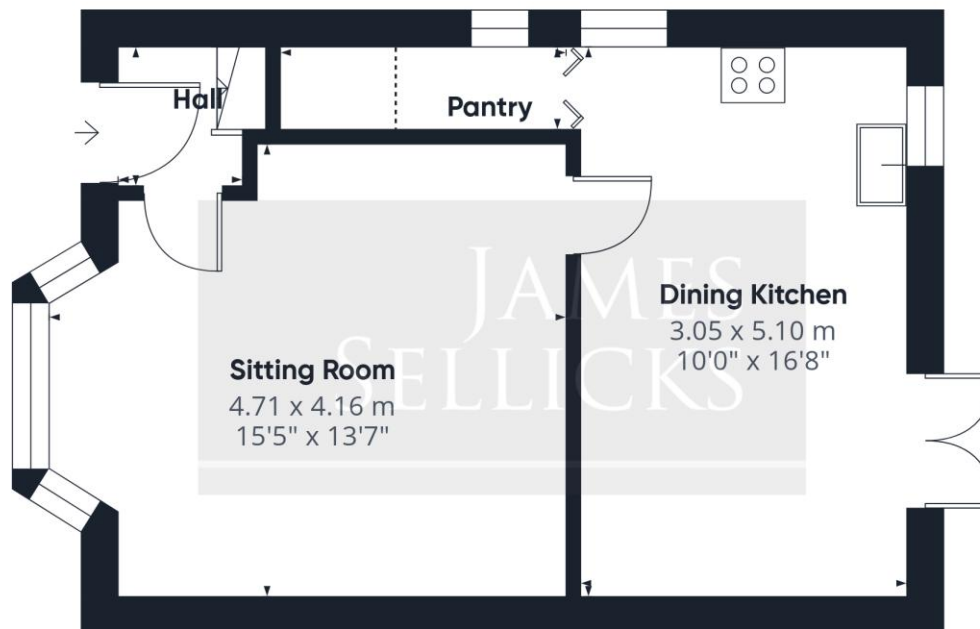 Hall
Pantry
JAMES
SELLICKS
Dining Kitchen
3.05 x 5.10 m
10'0" x 16'8"
Sitting Room
4.71 x 4.16 m
15'5" x 13'7"